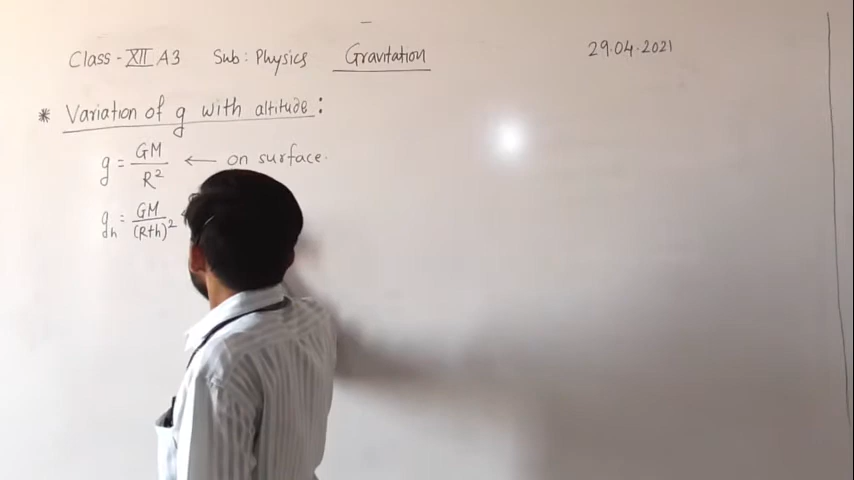 Class - XII A3 Sub: Physics Gravitation 29.04.2021
* Variation of g with altitude :
g = GM/R² ← on surface.
g_h = GM/(R+h)²